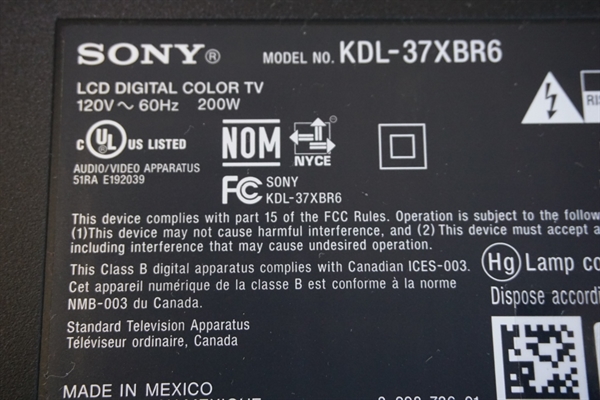 SONY® MODEL NO. KDL-37XBR6
LCD DIGITAL COLOR TV
120V ~ 60Hz 200W
C UL US LISTED
AUDIO/VIDEO APPARATUS
51RA E192039
NOM
NYCE
FC SONY
KDL-37XBR6
This device complies with part 15 of the FCC Rules. Operation is subject to the
(1)This device may not cause harmful interference, and (2) This device must accept
including interference that may cause undesired operation.
This Class B digital apparatus complies with Canadian ICES-003.
Cet appareil numérique de la classe B est conforme à la norme
NMB-003 du Canada.
Hg Lamp
Dispose
Standard Television Apparatus
Téléviseur ordinaire, Canada
MADE IN MEXICO